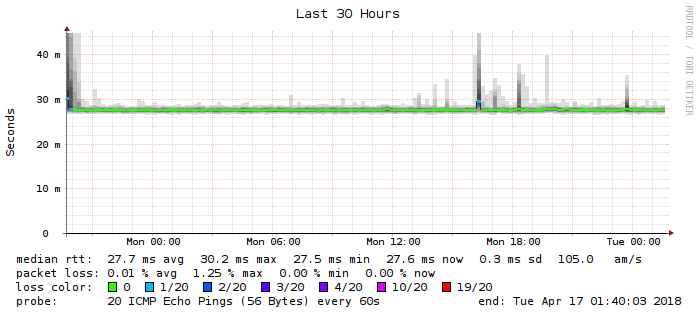 Last 30 Hours
RRDTOOL / TOBI OETIKER
Seconds
40 m
30 m
20 m
10 m
0
Mon 00:00 Mon 06:00 Mon 12:00 Mon 18:00 Tue 00:00
median rtt: 27.7 ms avg 30.2 ms max 27.5 ms min 27.6 ms now 0.3 ms sd 105.0 am/s
packet loss: 0.01 % avg 1.25 % max 0.00 % min 0.00 % now
loss color: 0 1/20 2/20 3/20 4/20 10/20 19/20
probe: 20 ICMP Echo Pings (56 Bytes) every 60s end: Tue Apr 17 01:40:03 2018